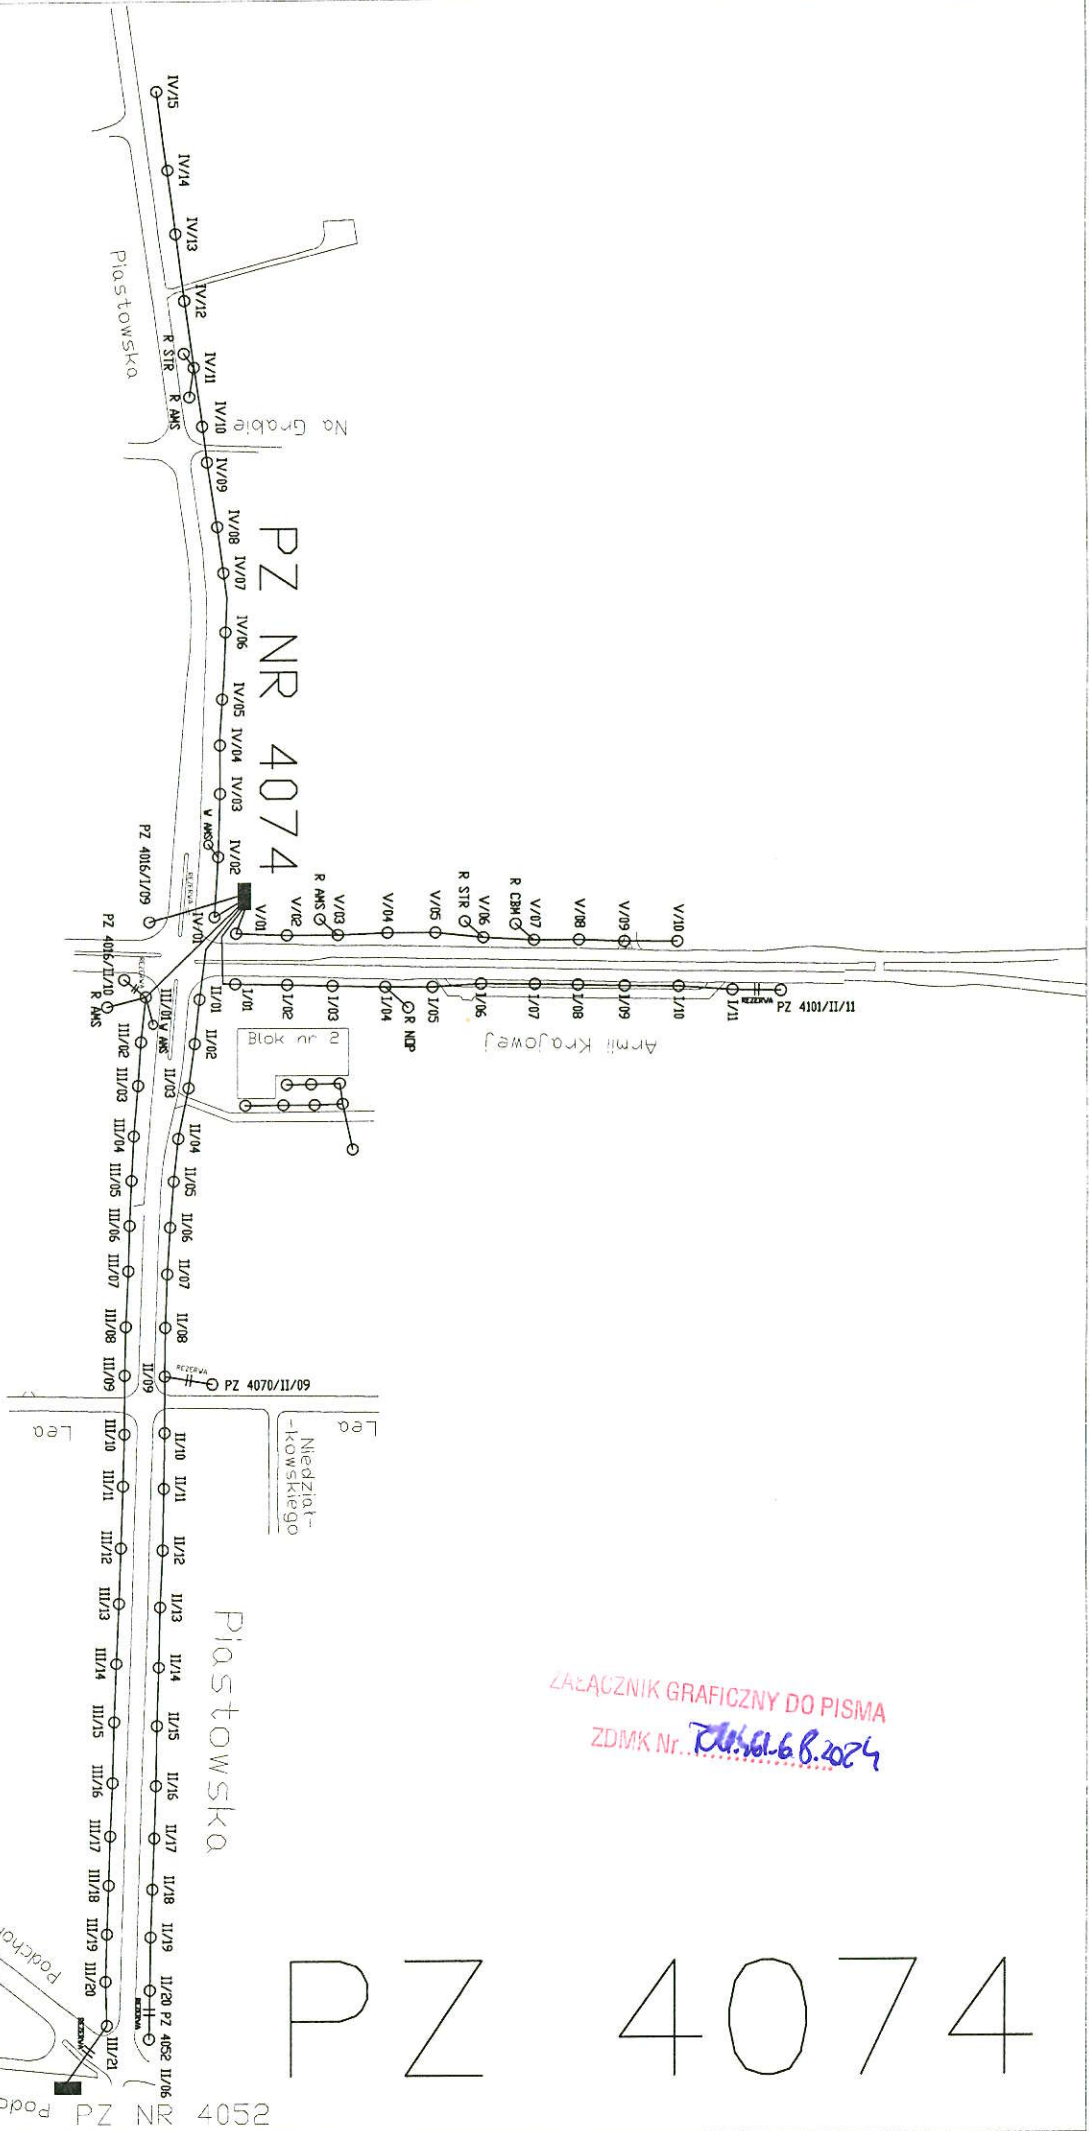 IV/15
IV/14
IV/13
IV/12
IV/11
IV/10
IV/09
IV/08
IV/07
IV/06
IV/05
IV/04
IV/03
IV/02
IV/01
Piastowska
R STR
R AMS
Na Grabie
PZ NR 4074
W AMS
PZ 4016/I/09
REZERWA
PZ 4016/II/10
REZERWA
R AMS
W AMS
V/01
V/02
V/03
R AMS
V/04
V/05
V/06
R STR
V/07
R CBM
V/08
V/09
V/10
I/01
I/02
I/03
I/04
R NDP
I/05
I/06
I/07
I/08
I/09
I/10
I/11
REZERWA
PZ 4101/II/11
Armii Krajowej
Blok nr 2
II/01
II/02
II/03
II/04
II/05
II/06
II/07
II/08
II/09
REZERWA
PZ 4070/II/09
II/10
II/11
II/12
II/13
II/14
II/15
II/16
II/17
II/18
II/19
II/20
PZ 4052 II/06
REZERWA
III/01
III/02
III/03
III/04
III/05
III/06
III/07
III/08
III/09
III/10
III/11
III/12
III/13
III/14
III/15
III/16
III/17
III/18
III/19
III/20
III/21
REZERWA
Lea
Lea
Niedział-
-kowskiego
Piastowska
ZAŁĄCZNIK GRAFICZNY DO PISMA
ZDMK Nr
PZ 4074
PZ NR 4052